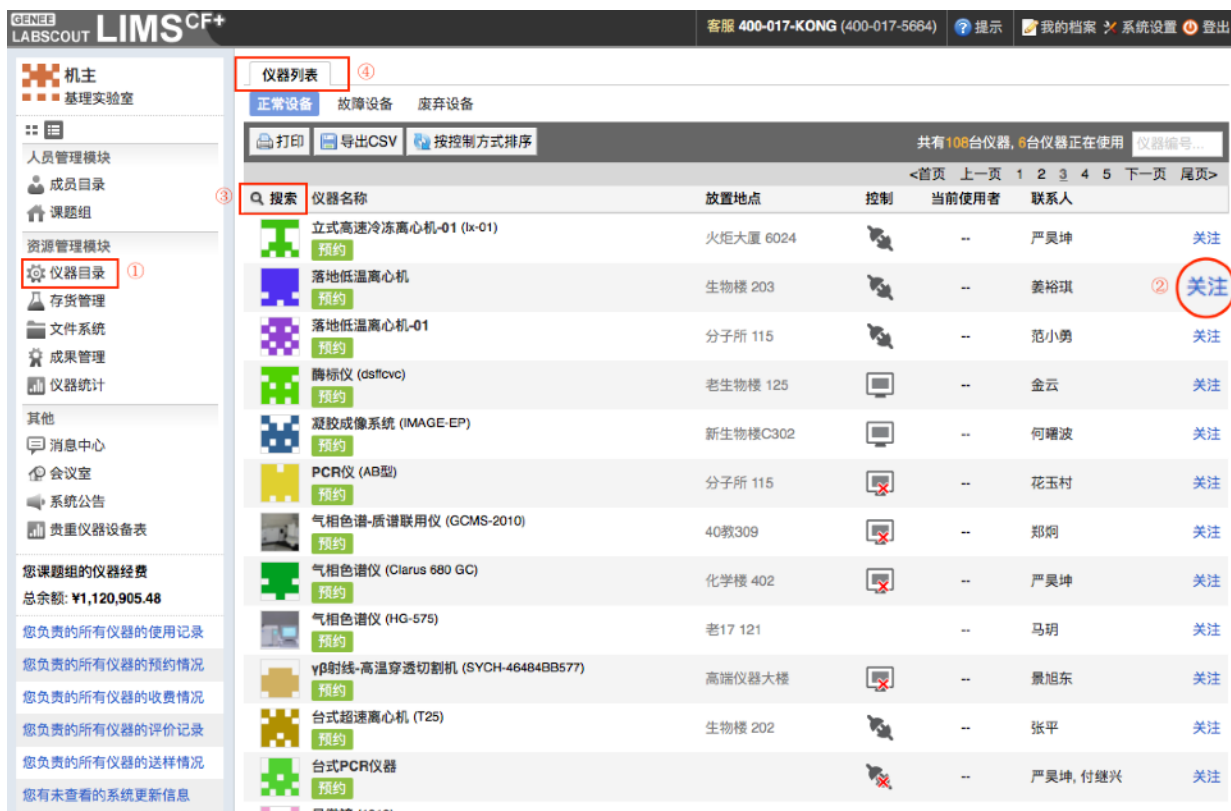 GENEE
LABSCOUT LIMS CF+
客服 400-017-KONG (400-017-5664) 提示 我的档案 系统设置 登出
机主
基理实验室
人员管理模块
成员目录
课题组
资源管理模块
仪器目录 ①
存货管理
文件系统
成果管理
仪器统计
其他
消息中心
会议室
系统公告
贵重仪器设备表
您课题组的仪器经费
总余额: ¥1,120,905.48
您负责的所有仪器的使用记录
您负责的所有仪器的预约情况
您负责的所有仪器的收费情况
您负责的所有仪器的评价记录
您负责的所有仪器的送样情况
您有未查看的系统更新信息
仪器列表 ④
正常设备 故障设备 废弃设备
打印 导出CSV 按控制方式排序 共有108台仪器, 6台仪器正在使用 仪器编号...
<首页 上一页 1 2 3 4 5 下一页 尾页>
③ 搜索 仪器名称 放置地点 控制 当前使用者 联系人
立式高速冷冻离心机-01 (lx-01)
预约 火炬大厦 6024 -- 严昊坤 关注
落地低温离心机
预约 生物楼 203 -- 姜裕琪 ② 关注
落地低温离心机-01
预约 分子所 115 -- 范小勇 关注
酶标仪 (dsffcvc)
预约 老生物楼 125 -- 金云 关注
凝胶成像系统 (IMAGE-EP)
预约 新生物楼C302 -- 何曙波 关注
PCR仪 (AB型)
预约 分子所 115 -- 花玉村 关注
气相色谱-质谱联用仪 (GCMS-2010)
预约 40教309 -- 郑炯 关注
气相色谱仪 (Clarus 680 GC)
预约 化学楼 402 -- 严昊坤 关注
气相色谱仪 (HG-575)
预约 老17 121 -- 马玥 关注
γβ射线-高温穿透切割机 (SYCH-46484BB577)
预约 高端仪器大楼 -- 景旭东 关注
台式超速离心机 (T25)
预约 生物楼 202 -- 张平 关注
台式PCR仪器
预约 -- 严昊坤, 付继兴 关注